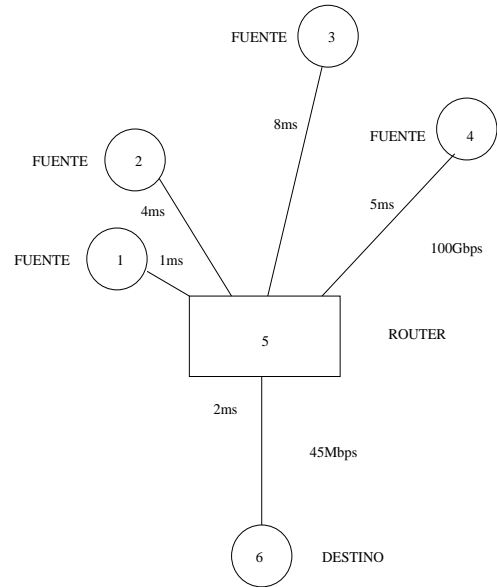 FUENTE
3
8ms
FUENTE
4
FUENTE
2
4ms
5ms
100Gbps
FUENTE
1
1ms
5
ROUTER
2ms
45Mbps
6
DESTINO